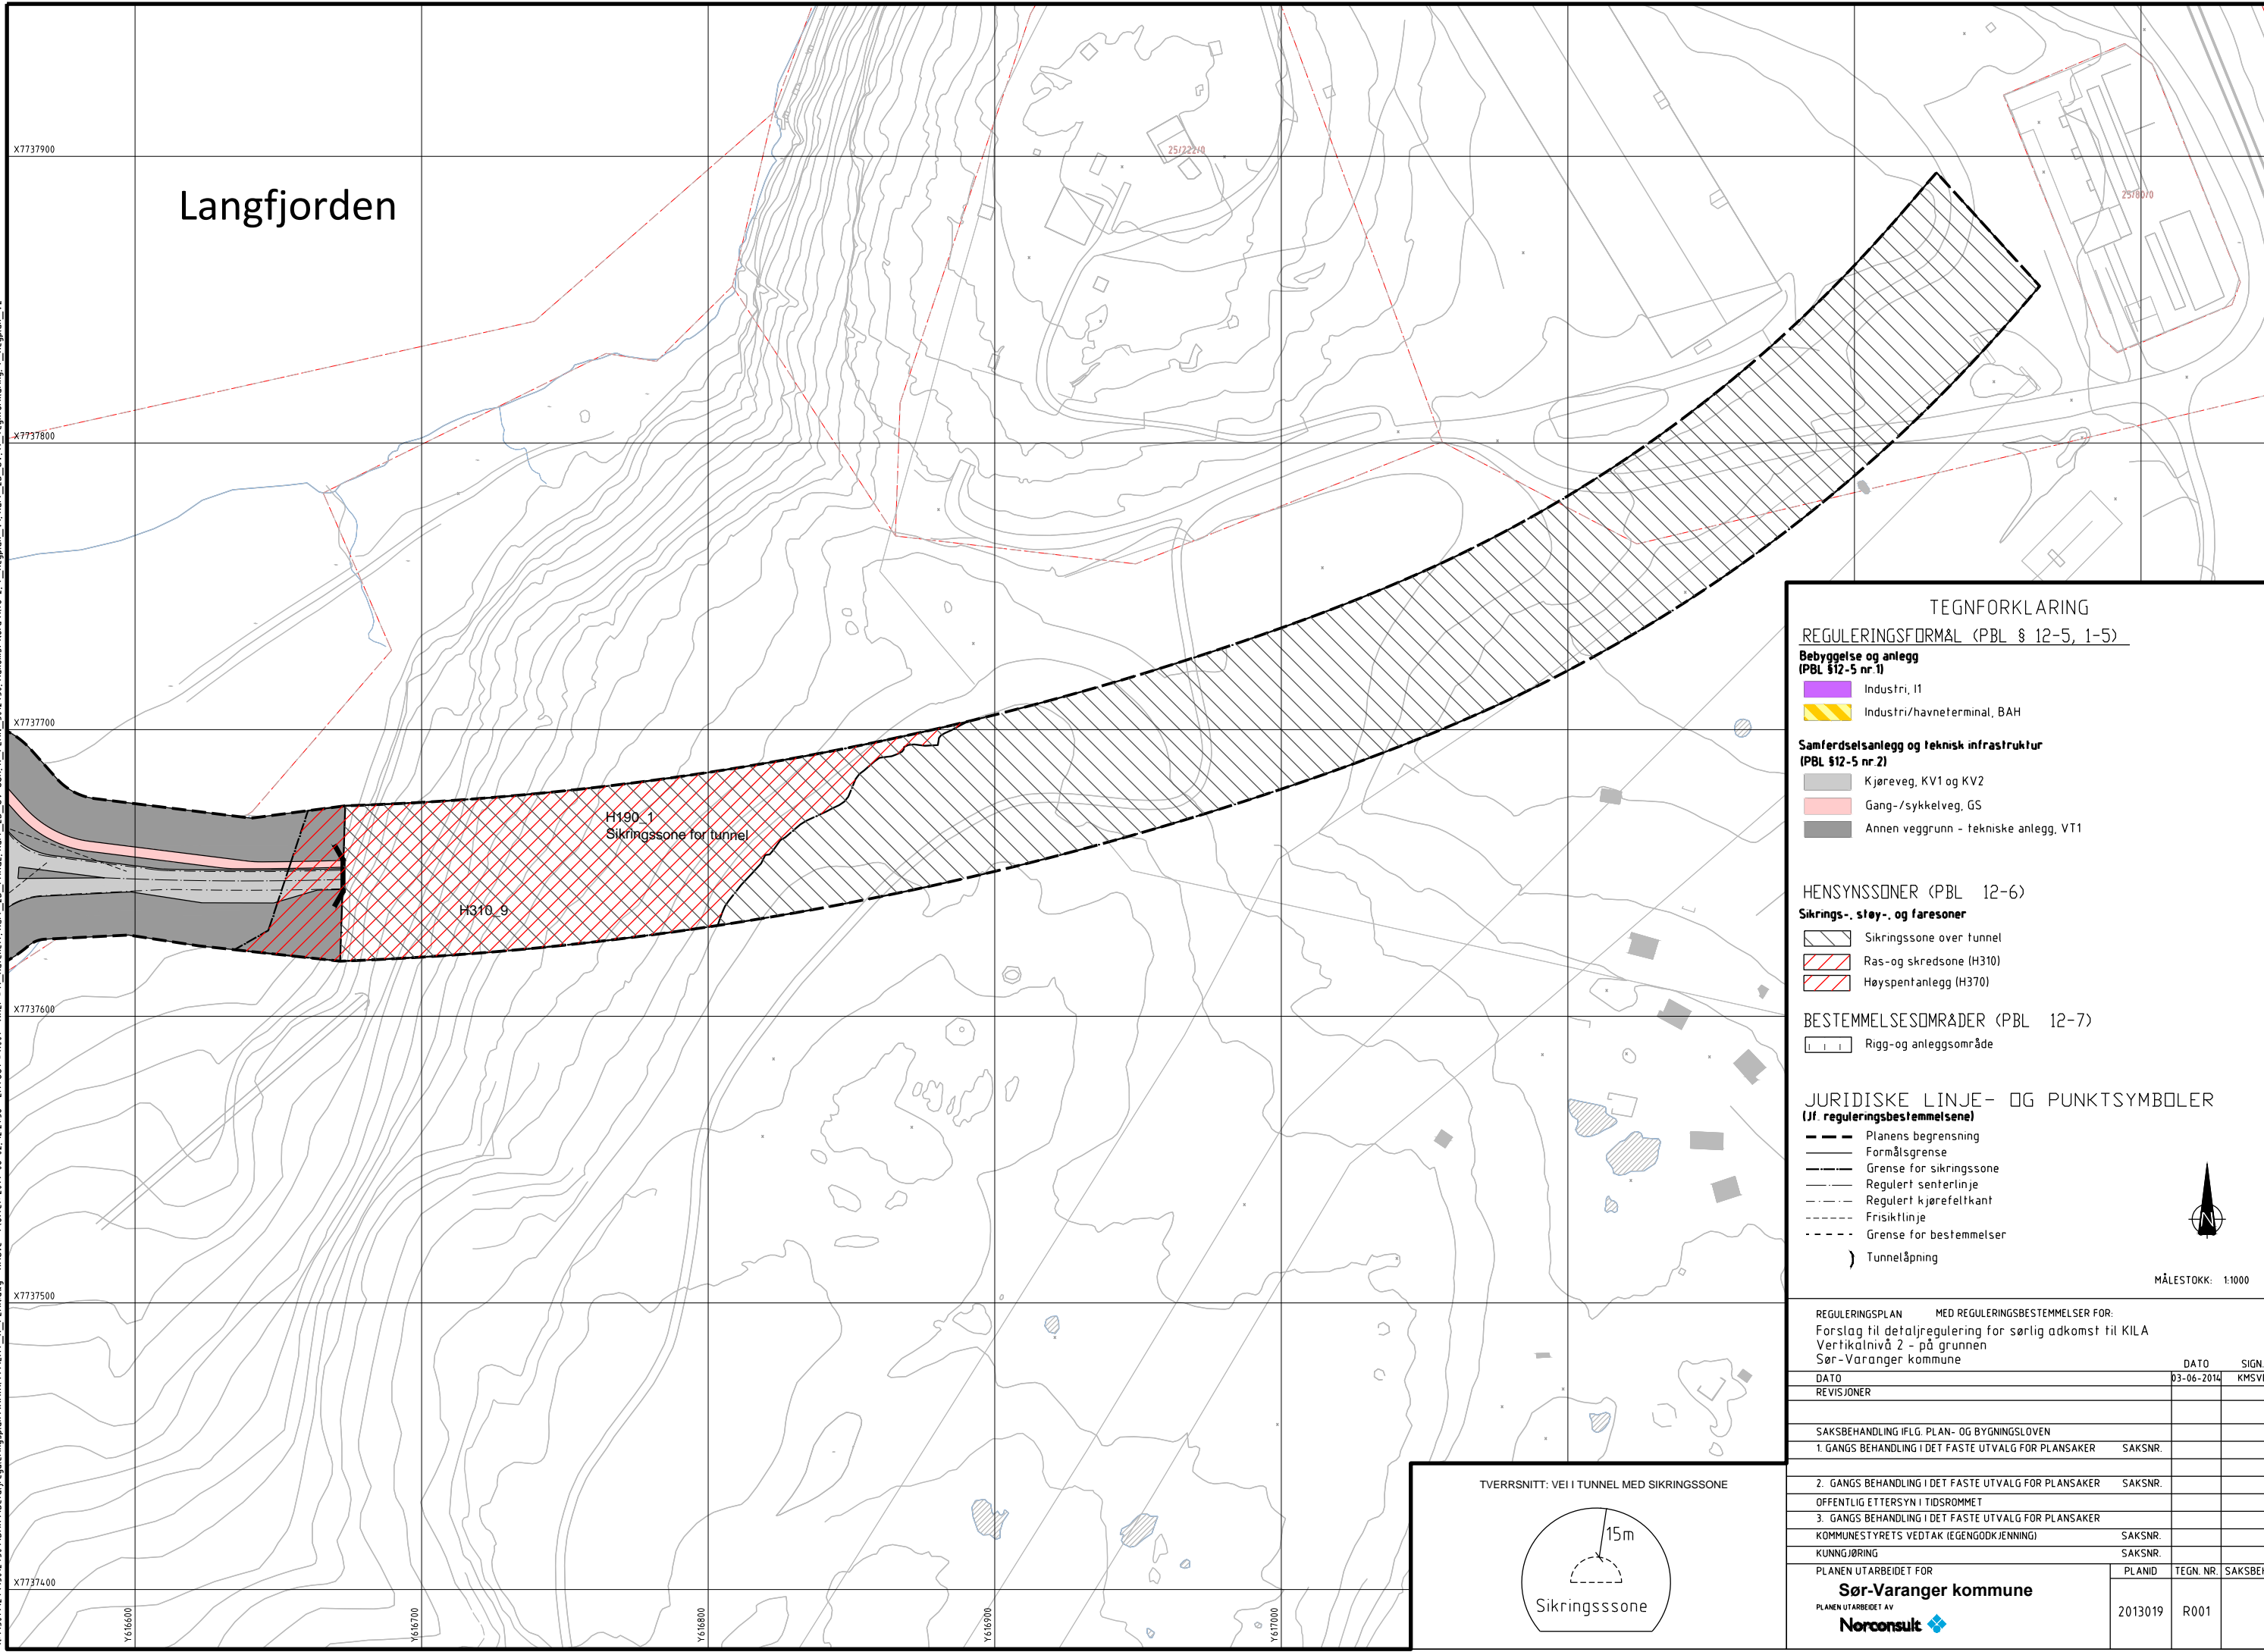 Langfjorden
X7737900
X7737800
X7737700
X7737600
X7737500
X7737400
Y616600
Y616700
Y616800
Y616900
Y617000
25/222/0
25/80/0
H190_1
Sikringssone for tunnel
H310_9
TEGNFORKLARING
REGULERINGSFORMÅL (PBL § 12-5, 1-5)
Bebyggelse og anlegg
(PBL §12-5 nr.1)
Industri, I1
Industri/havneterminal, BAH
Samferdselsanlegg og teknisk infrastruktur
(PBL §12-5 nr.2)
Kjøreveg, KV1 og KV2
Gang-/sykkelveg, GS
Annen veggrunn - tekniske anlegg, VT1
HENSYNSSONER (PBL 12-6)
Sikrings-, støy-, og faresoner
Sikringssone over tunnel
Ras-og skredsone (H310)
Høyspentanlegg (H370)
BESTEMMELSESOMRÅDER (PBL 12-7)
Rigg-og anleggsområde
JURIDISKE LINJE- OG PUNKTSYMBOLER
(Jf. reguleringsbestemmelsene)
Planens begrensning
Formålsgrense
Grense for sikringssone
Regulert senterlinje
Regulert kjørefeltkant
Frisiktlinje
Grense for bestemmelser
Tunnelåpning
N
MÅLESTOKK: 1:1000
REGULERINGSPLAN MED REGULERINGSBESTEMMELSER FOR:
Forslag til detaljregulering for sørlig adkomst til KILA
Vertikalnivå 2 - på grunnen
Sør-Varanger kommune
DATO SIGN.
DATO 03-06-2014 KMSV
REVISJONER
SAKSBEHANDLING IFLG. PLAN- OG BYGNINGSLOVEN
1. GANGS BEHANDLING I DET FASTE UTVALG FOR PLANSAKER SAKSNR.
2. GANGS BEHANDLING I DET FASTE UTVALG FOR PLANSAKER SAKSNR.
OFFENTLIG ETTERSYN I TIDSROMMET
3. GANGS BEHANDLING I DET FASTE UTVALG FOR PLANSAKER
KOMMUNESTYRETS VEDTAK (EGENGODKJENNING) SAKSNR.
KUNNGJØRING SAKSNR.
PLANEN UTARBEIDET FOR PLANID TEGN. NR. SAKSBEH
Sør-Varanger kommune
PLANEN UTARBEIDET AV
2013019 R001
Norconsult
TVERRSNITT: VEI I TUNNEL MED SIKRINGSSONE
15m
Sikringsssone